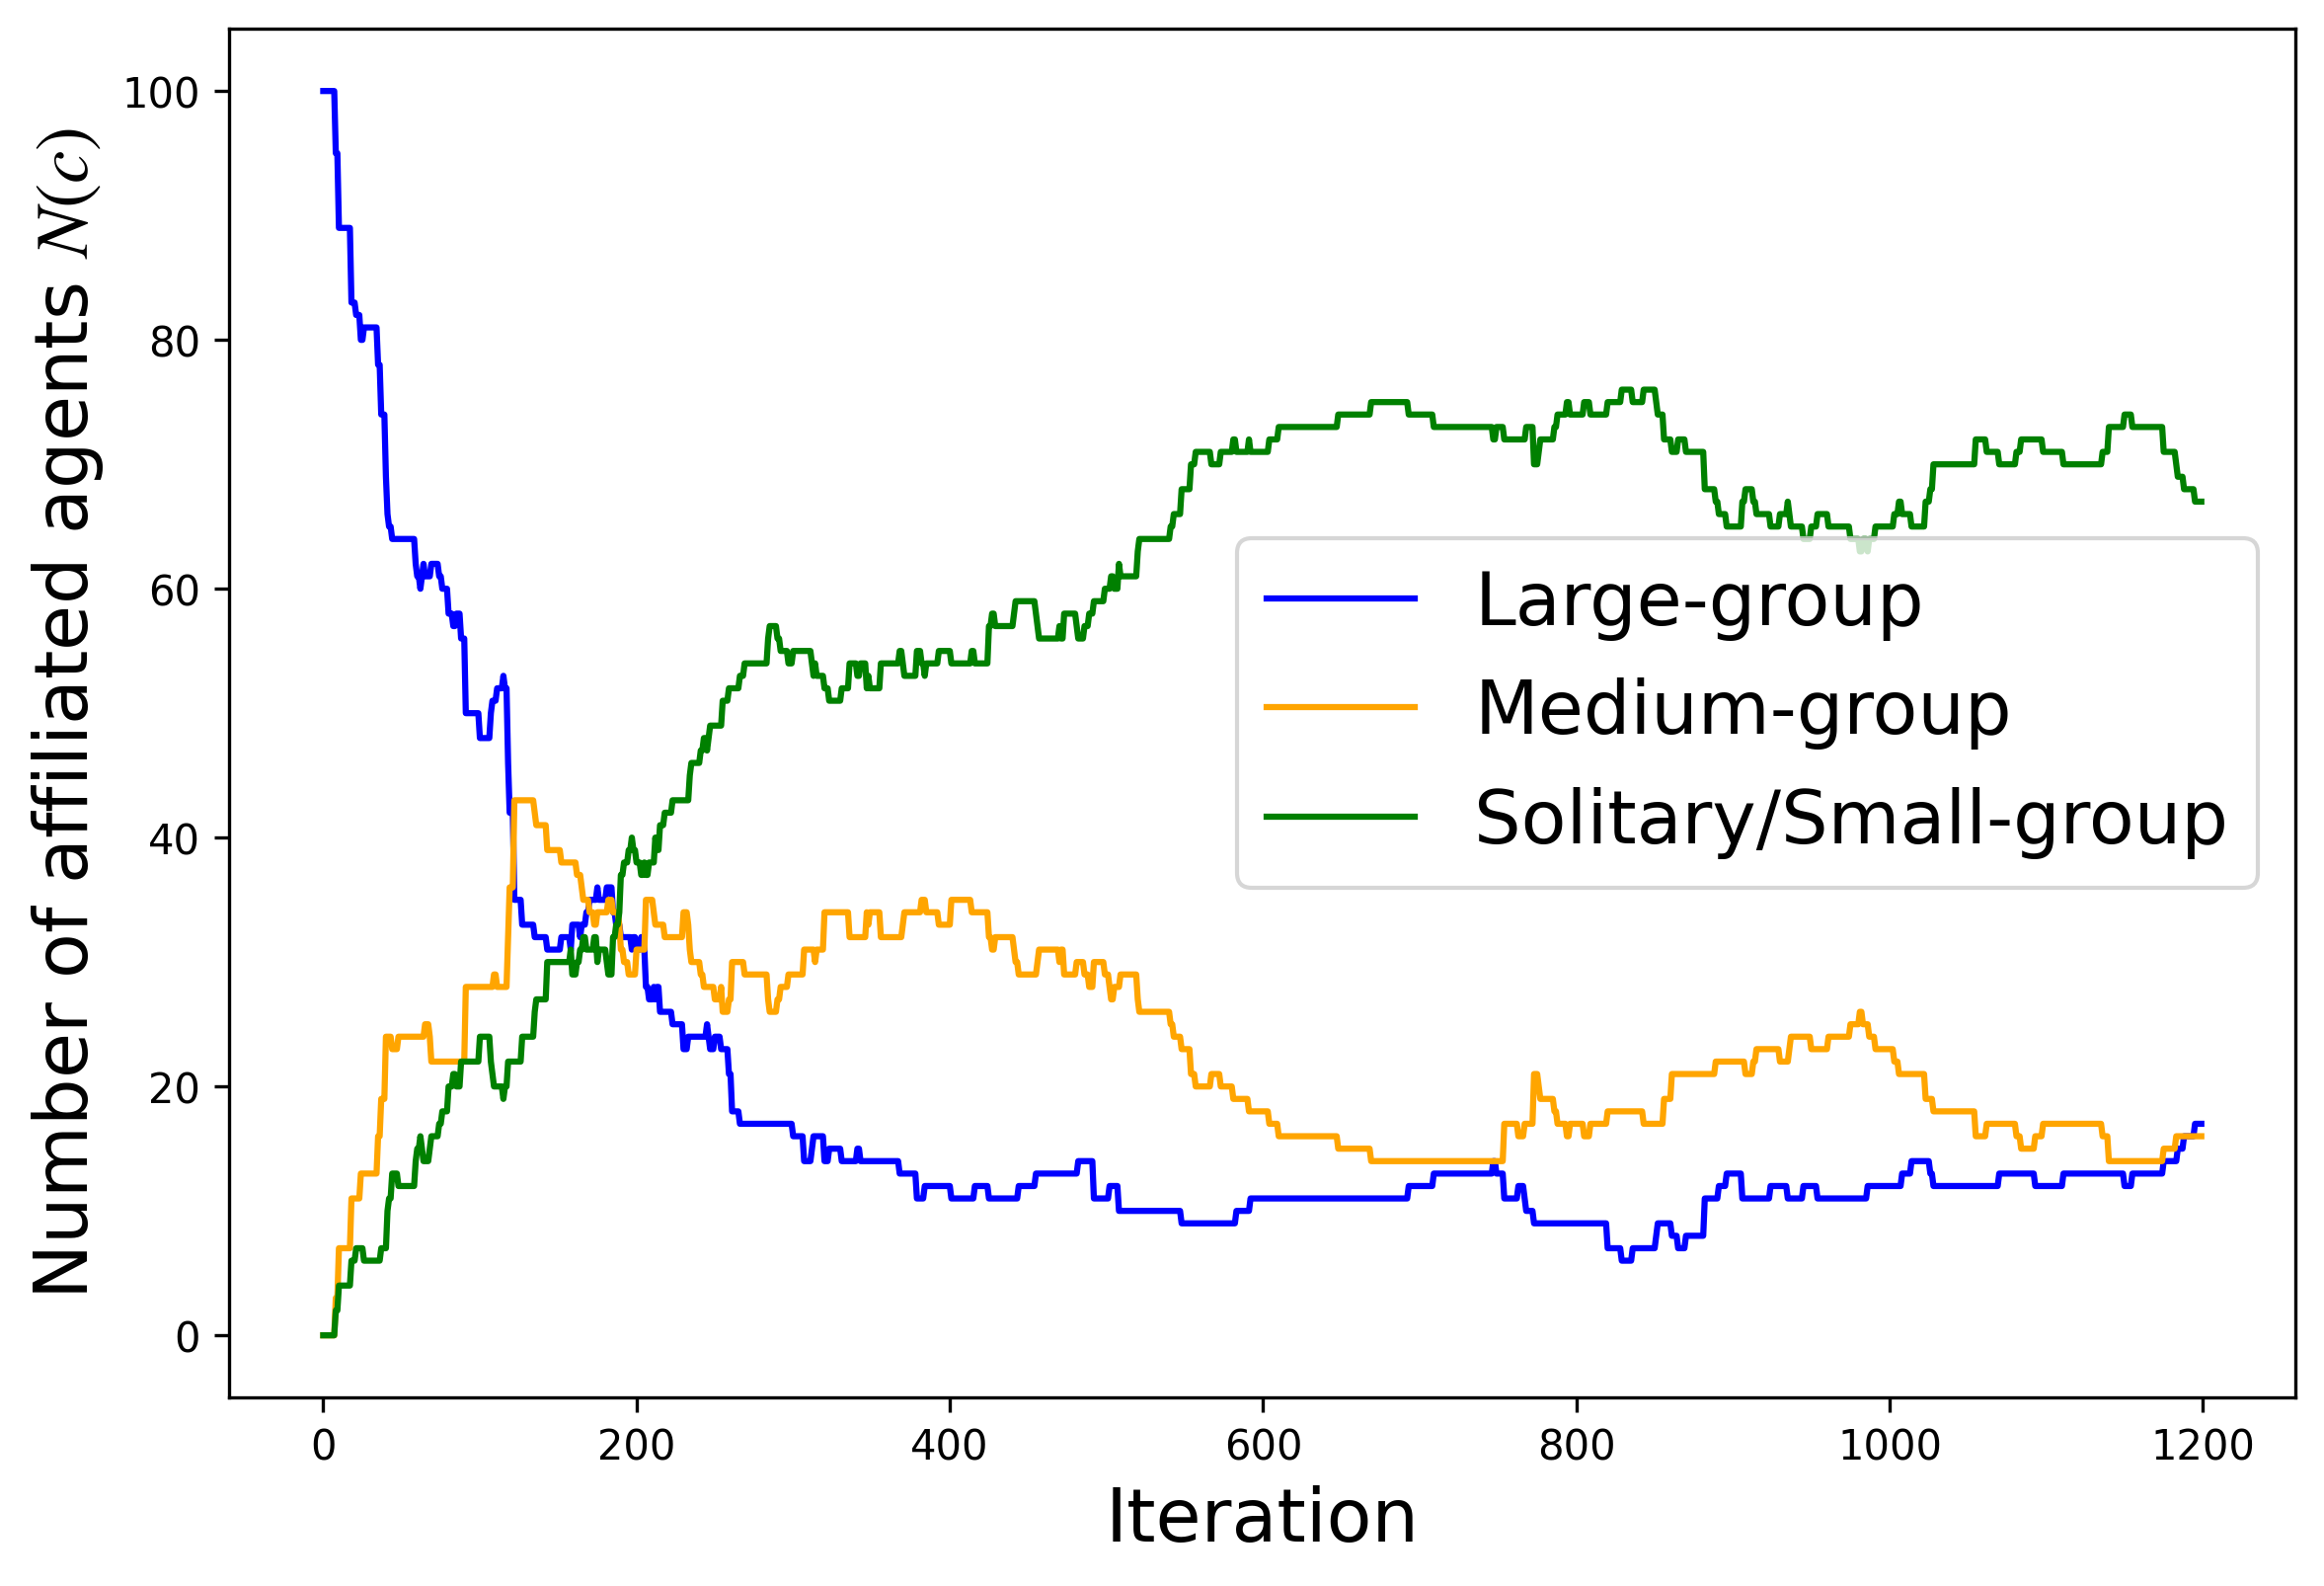 Number of affiliated agents N(c)
100
80
60
40
20
0
Large-group
Medium-group
Solitary/Small-group
0 200 400 600 800 1000 1200
Iteration